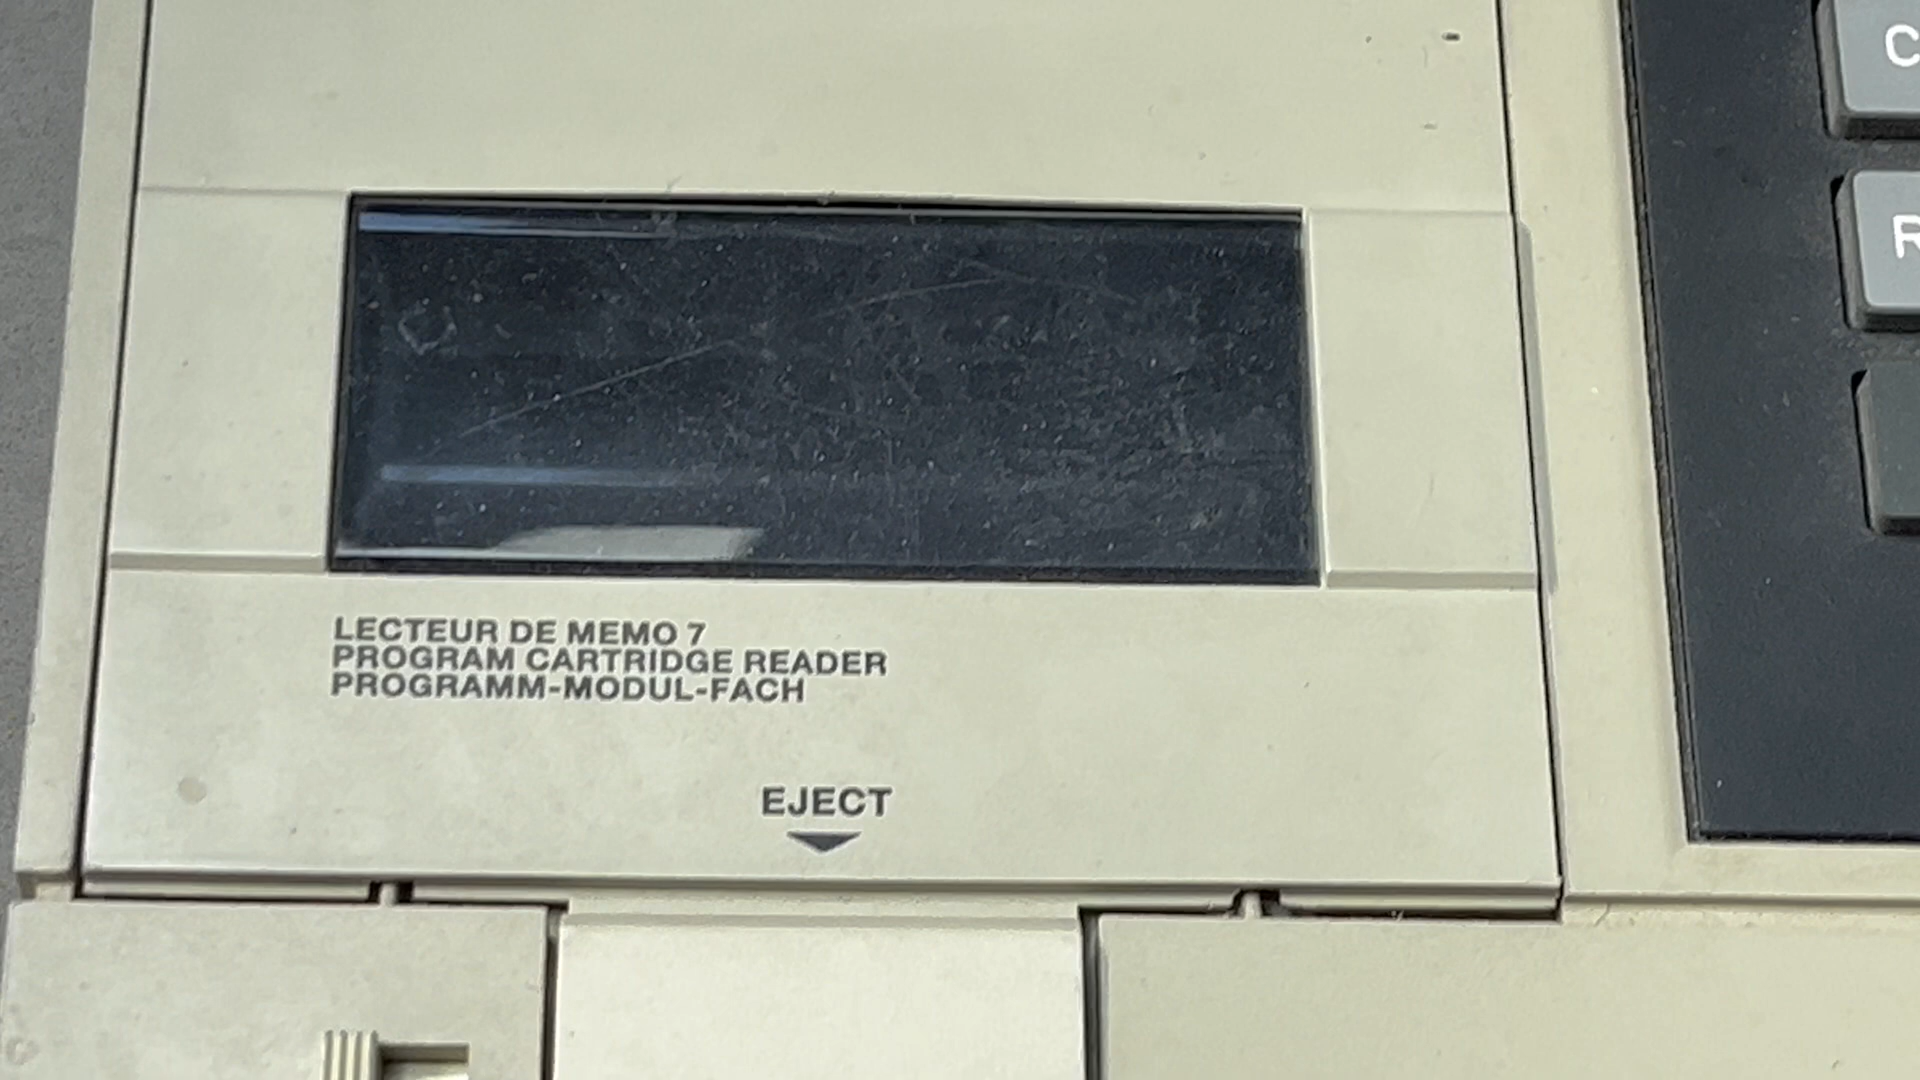 C
R
LECTEUR DE MEMO 7
PROGRAM CARTRIDGE READER
PROGRAMM-MODUL-FACH
EJECT